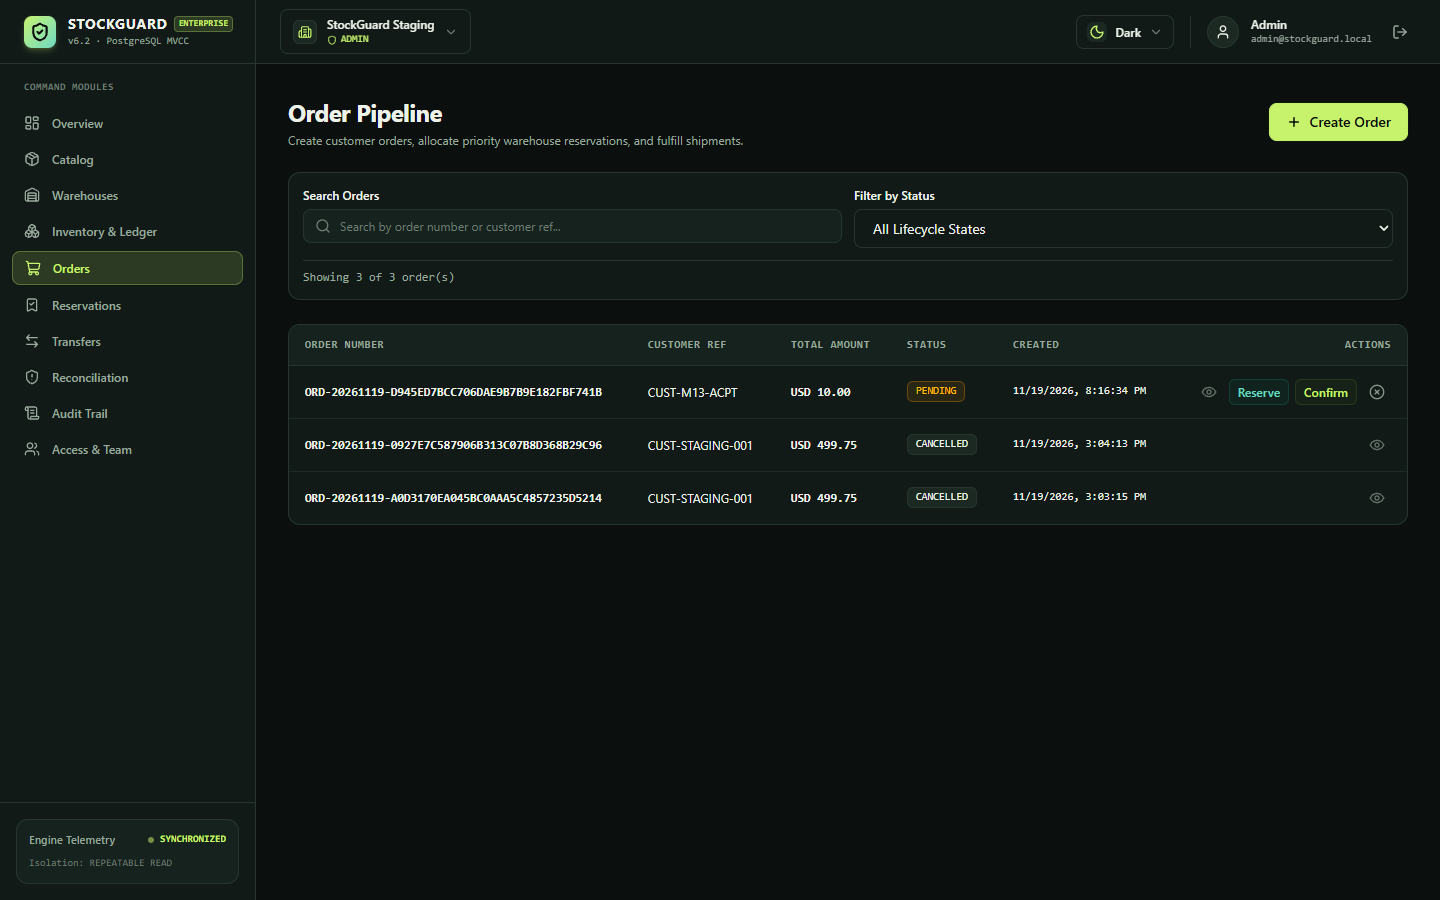 STOCKGUARD ENTERPRISE
v6.2 · PostgreSQL MVCC
StockGuard Staging
ADMIN
Dark
Admin
admin@stockguard.local
COMMAND MODULES
Overview
Catalog
Warehouses
Inventory & Ledger
Orders
Reservations
Transfers
Reconciliation
Audit Trail
Access & Team
Engine Telemetry SYNCHRONIZED
Isolation: REPEATABLE READ
Order Pipeline
Create customer orders, allocate priority warehouse reservations, and fulfill shipments.
+ Create Order
Search Orders Filter by Status
Search by order number or customer ref... All Lifecycle States
Showing 3 of 3 order(s)
ORDER NUMBER CUSTOMER REF TOTAL AMOUNT STATUS CREATED ACTIONS
ORD-20261119-D945ED7BCC706DAE9B7B9E182FBF741B CUST-M13-ACPT USD 10.00 PENDING 11/19/2026, 8:16:34 PM Reserve Confirm
ORD-20261119-0927E7C587906B313C07B8D368B29C96 CUST-STAGING-001 USD 499.75 CANCELLED 11/19/2026, 3:04:13 PM
ORD-20261119-A0D3170EA045BC0AAA5C4857235D5214 CUST-STAGING-001 USD 499.75 CANCELLED 11/19/2026, 3:03:15 PM